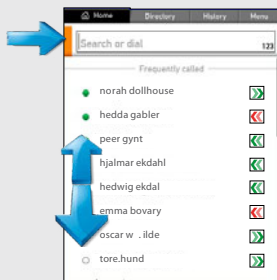 Home Directory History Menu
Search or dial 123
Frequently called
norah dollhouse
hedda gabler
peer gynt
hjalmar ekdahl
hedwig ekdal
emma bovary
oscar w . ilde
tore.hund